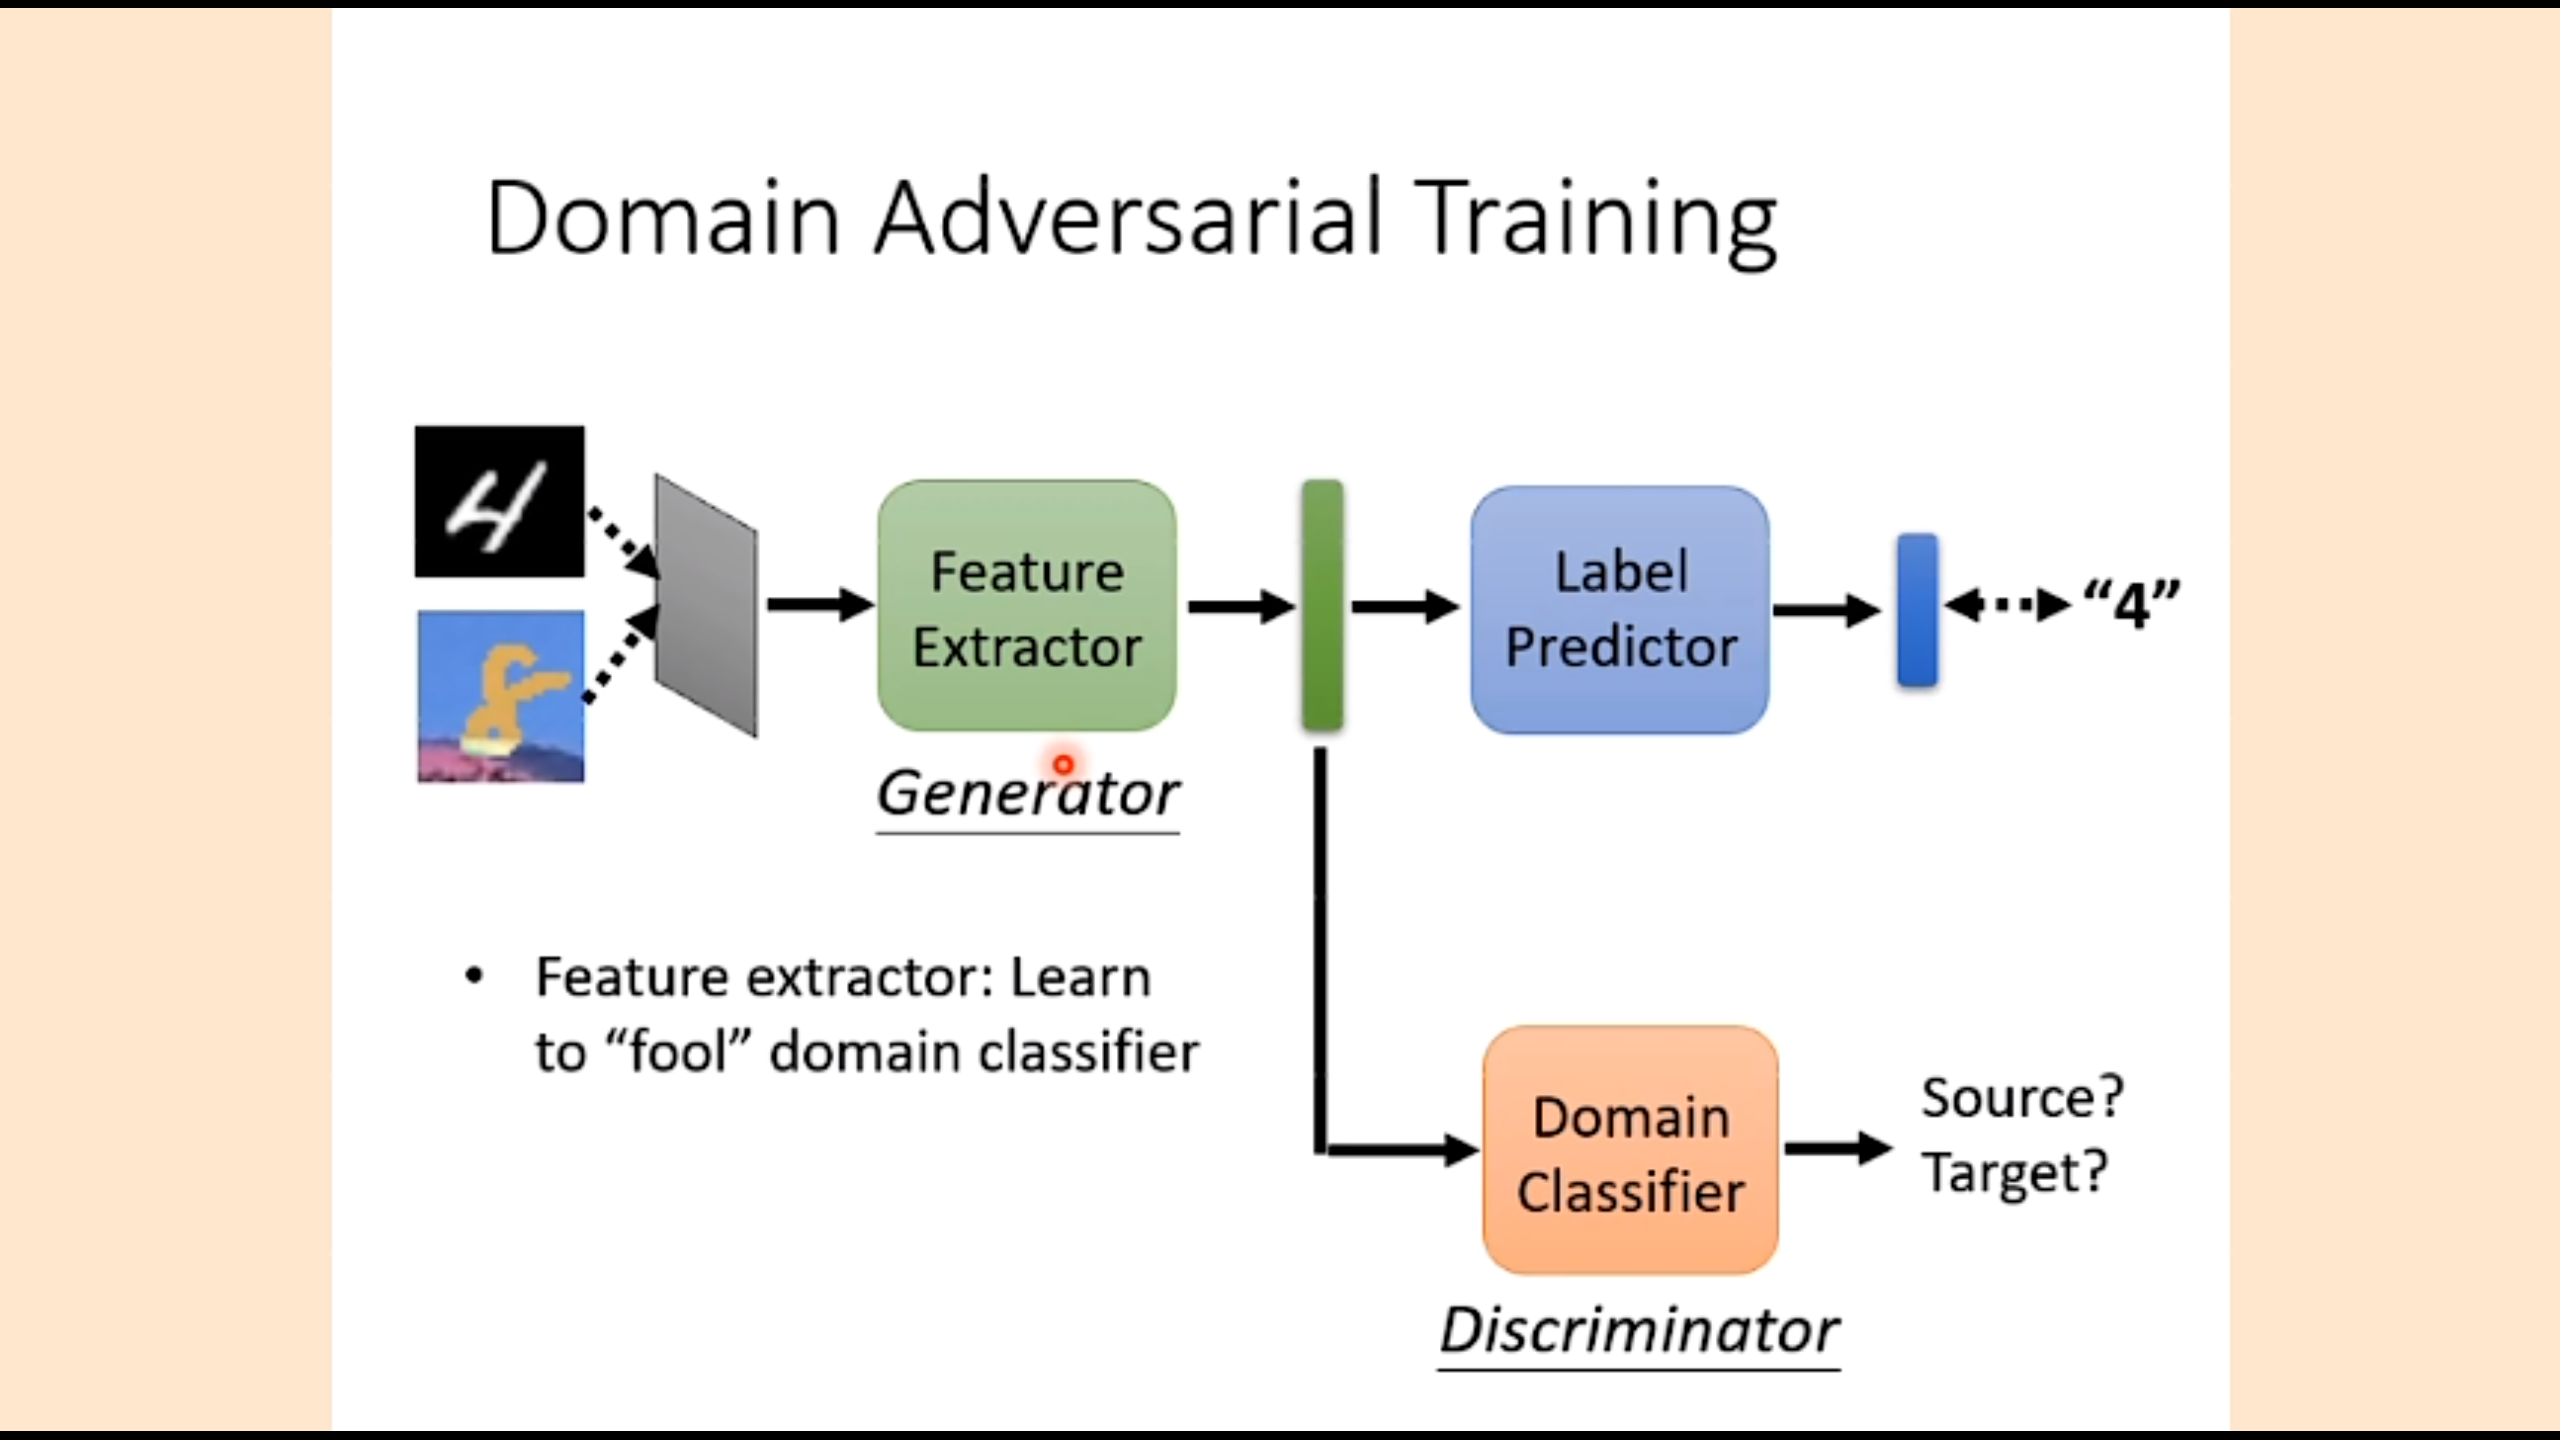 Domain Adversarial Training
4
Feature
Extractor
Label
Predictor
“4”
Generator
• Feature extractor: Learn
to “fool” domain classifier
Domain
Classifier
Source?
Target?
Discriminator